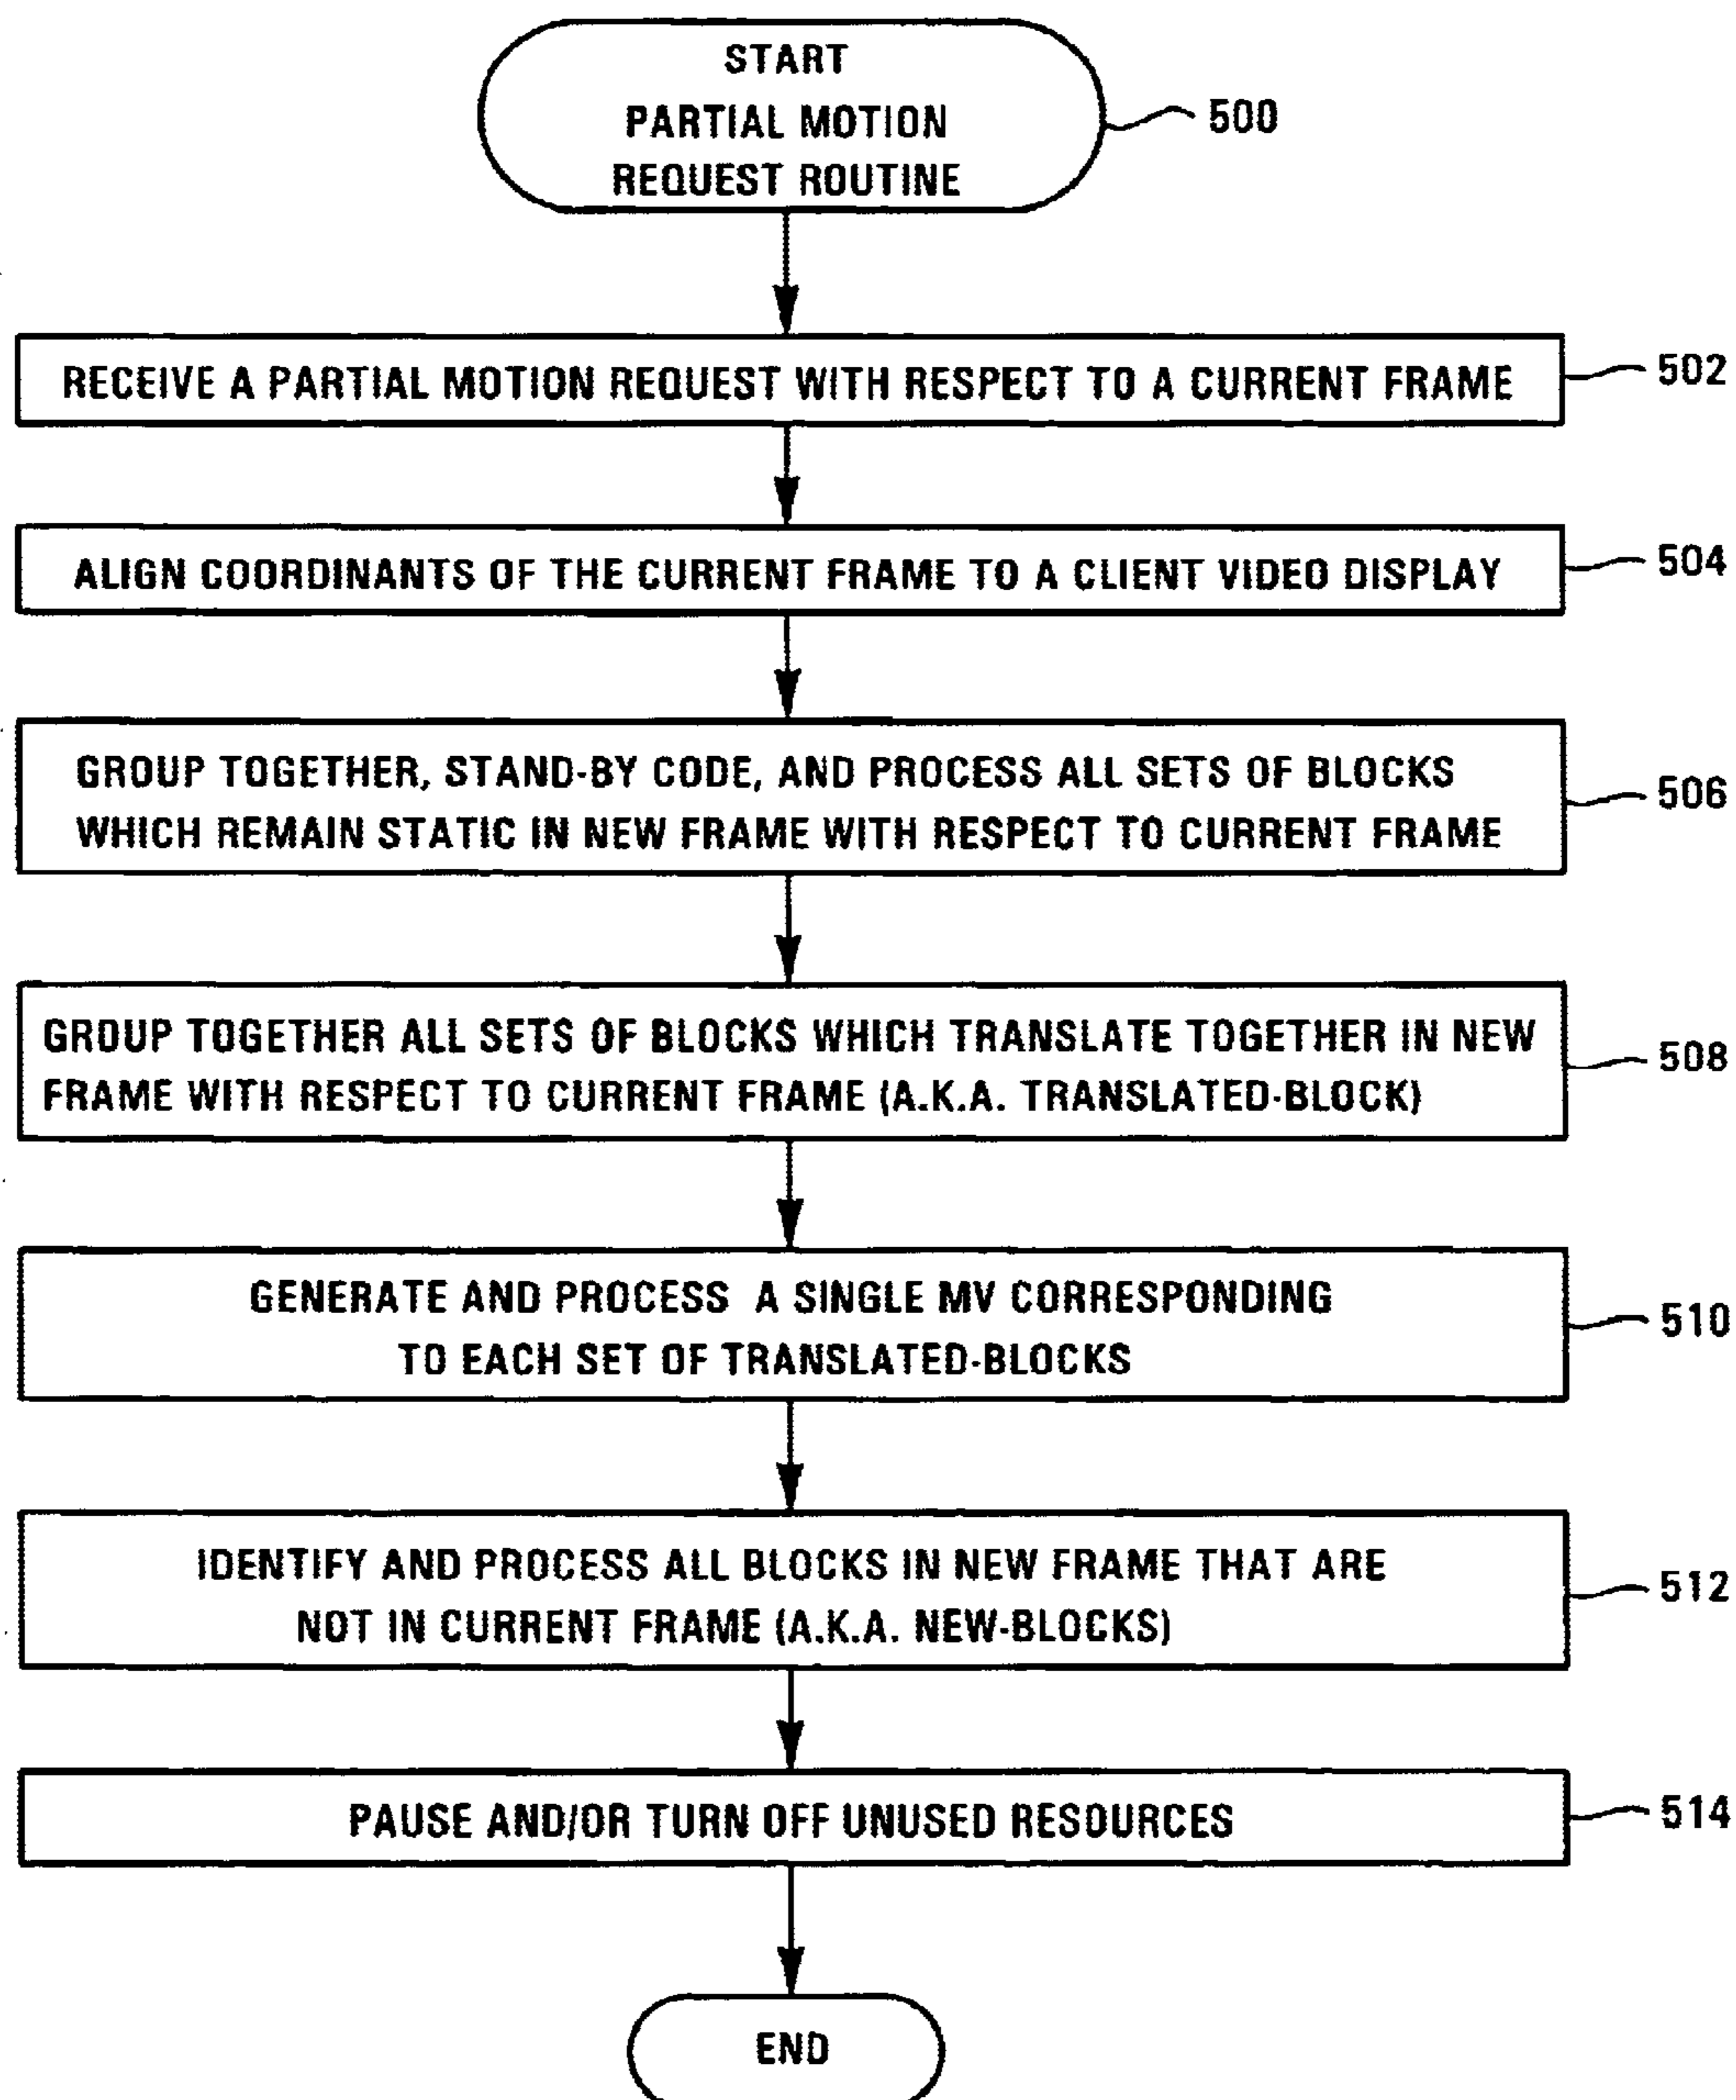 START
PARTIAL MOTION
REQUEST ROUTINE
500
RECEIVE A PARTIAL MOTION REQUEST WITH RESPECT TO A CURRENT FRAME
502
ALIGN COORDINANTS OF THE CURRENT FRAME TO A CLIENT VIDEO DISPLAY
504
GROUP TOGETHER, STAND-BY CODE, AND PROCESS ALL SETS OF BLOCKS
WHICH REMAIN STATIC IN NEW FRAME WITH RESPECT TO CURRENT FRAME
506
GROUP TOGETHER ALL SETS OF BLOCKS WHICH TRANSLATE TOGETHER IN NEW
FRAME WITH RESPECT TO CURRENT FRAME (A.K.A. TRANSLATED-BLOCK)
508
GENERATE AND PROCESS A SINGLE MV CORRESPONDING
TO EACH SET OF TRANSLATED-BLOCKS
510
IDENTIFY AND PROCESS ALL BLOCKS IN NEW FRAME THAT ARE
NOT IN CURRENT FRAME (A.K.A. NEW-BLOCKS)
512
PAUSE AND/OR TURN OFF UNUSED RESOURCES
514
END